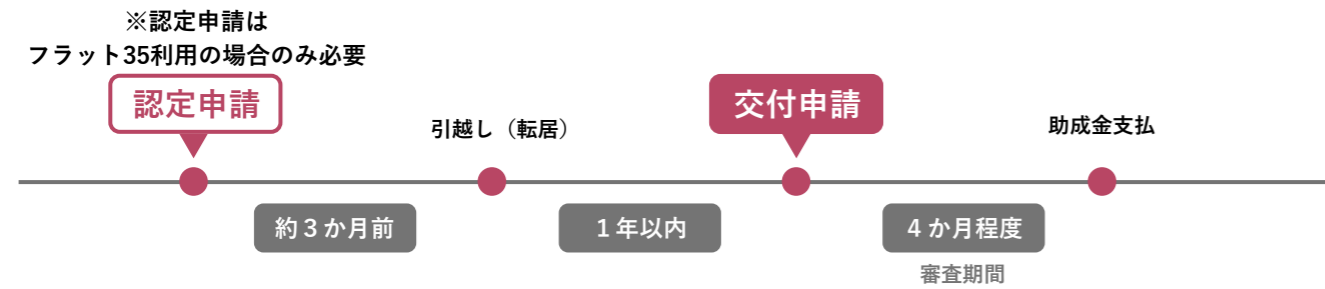 ※認定申請は
フラット35利用の場合のみ必要
認定申請
引越し（転居）
交付申請
助成金支払
約３か月前
１年以内
４か月程度
審査期間